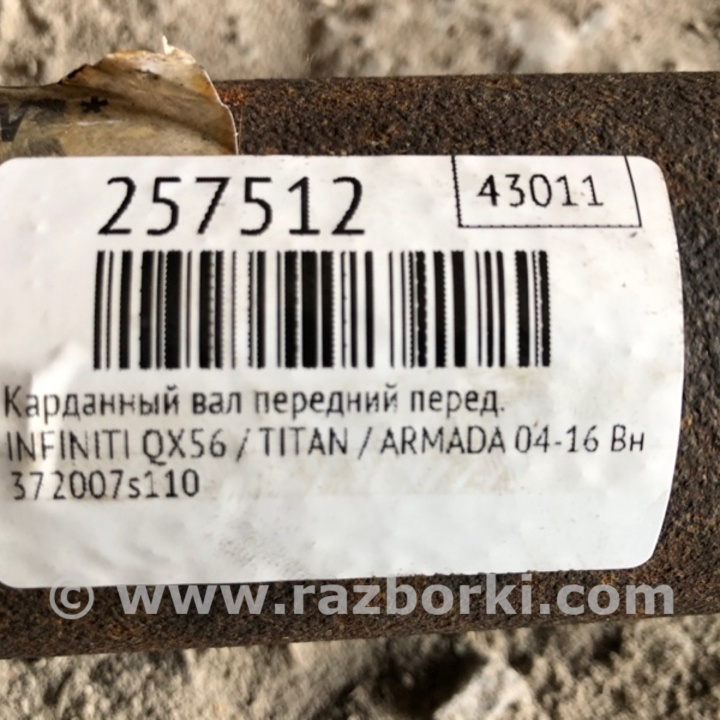 257512
43011
Карданный вал передний перед.
INFINITI QX56 / TITAN / ARMADA 04-16 Вн
372007s110
© www.razborki.com